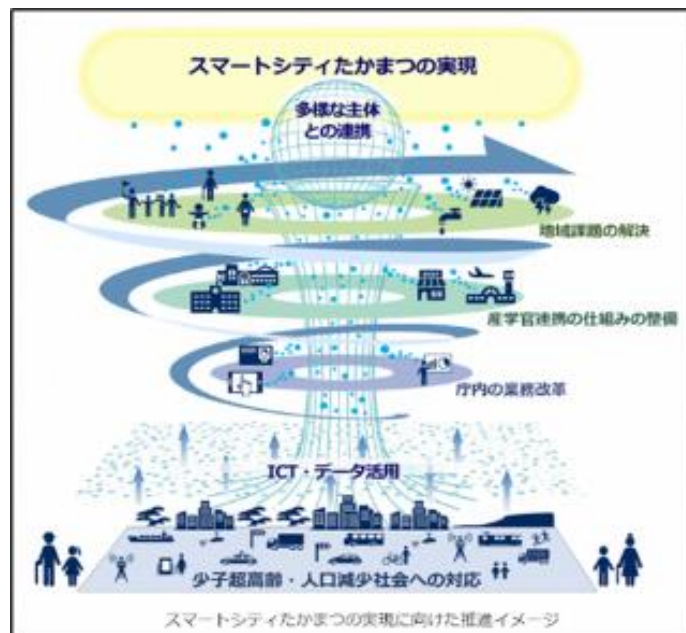 スマートシティたかまつの実現
多様な主体
との連携
地域課題の解決
産学官連携の仕組みの整備
庁内の業務改革
ICT・データ活用
少子超高齢・人口減少社会への対応
スマートシティたかまつの実現に向けた推進イメージ